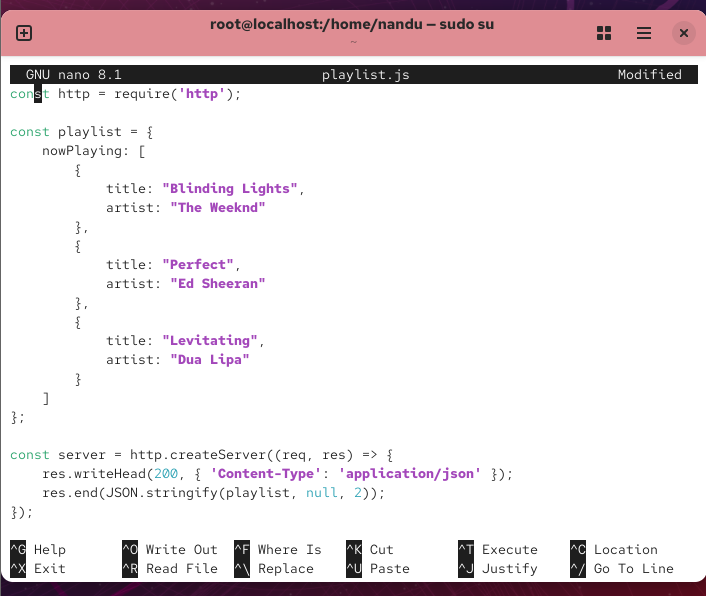 root@localhost:/home/nandu — sudo su
~
GNU nano 8.1 playlist.js Modified
const http = require('http');

const playlist = {
    nowPlaying: [
        {
            title: "Blinding Lights",
            artist: "The Weeknd"
        },
        {
            title: "Perfect",
            artist: "Ed Sheeran"
        },
        {
            title: "Levitating",
            artist: "Dua Lipa"
        }
    ]
};

const server = http.createServer((req, res) => {
    res.writeHead(200, { 'Content-Type': 'application/json' });
    res.end(JSON.stringify(playlist, null, 2));
});

^G Help ^O Write Out ^F Where Is ^K Cut ^T Execute ^C Location
^X Exit ^R Read File ^\ Replace ^U Paste ^J Justify ^/ Go To Line